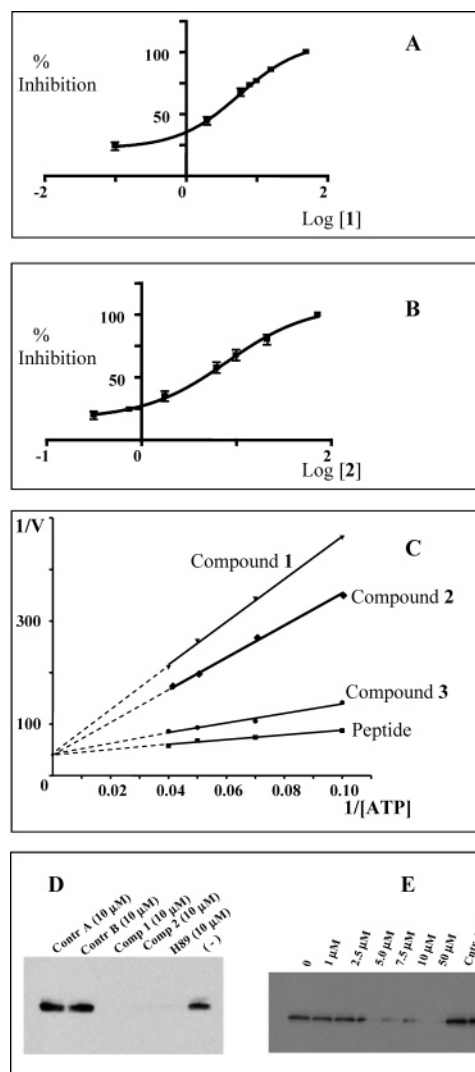 A
%
Inhibition
100
50
-2
0
2
Log [1]
B
%
Inhibition
100
50
-1
0
1
2
Log [2]
1/V
C
Compound 1
300
Compound 2
Compound 3
100
Peptide
0
0.02
0.04
0.06
0.08
0.10
1/[ATP]
D
Contr A (10 µM)
Contr B (10 µM)
Comp 1 (10 µM)
Comp 2 (10 µM)
H89 (10 µM)
(-)
E
0
1 µM
2.5 µM
5.0 µM
7.5 µM
10 µM
50 µM